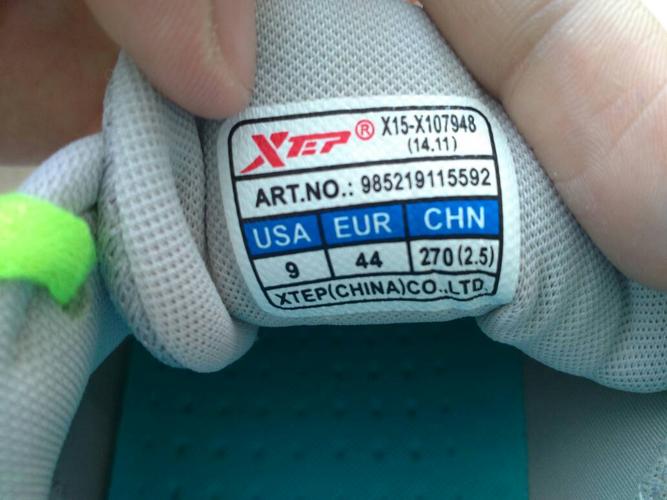 XTEP® X15-X107948
(14.11)
ART.NO.: 985219115592
USA EUR CHN
9 44 270(2.5)
XTEP(CHINA)CO.,LTD.